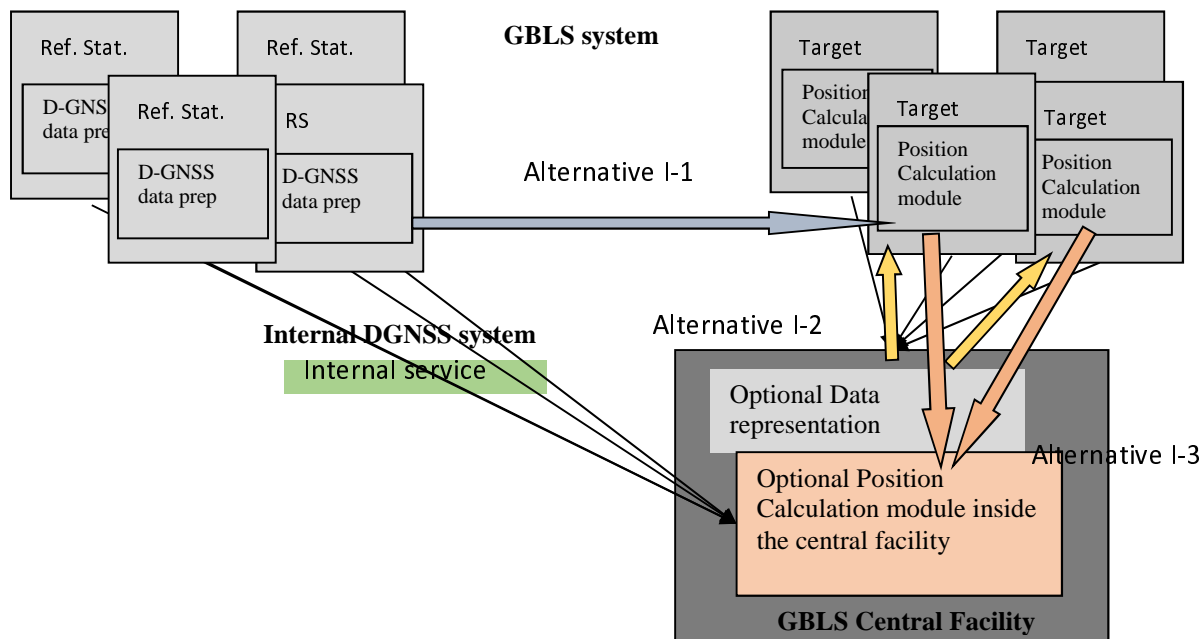 GBLS system
Ref. Stat.
D-GNS
data pre
Ref. Stat.
D-GNSS
data prep
Ref. Stat.
RS
D-GNSS
data prep
Alternative I-1
Target
Position
Calcula
module
Target
Position
Calculation
module
Target
Target
Position
Calculation
module
Internal DGNSS system
Internal service
Alternative I-2
Optional Data
representation
Alternative I-3
Optional Position
Calculation module inside
the central facility
GBLS Central Facility